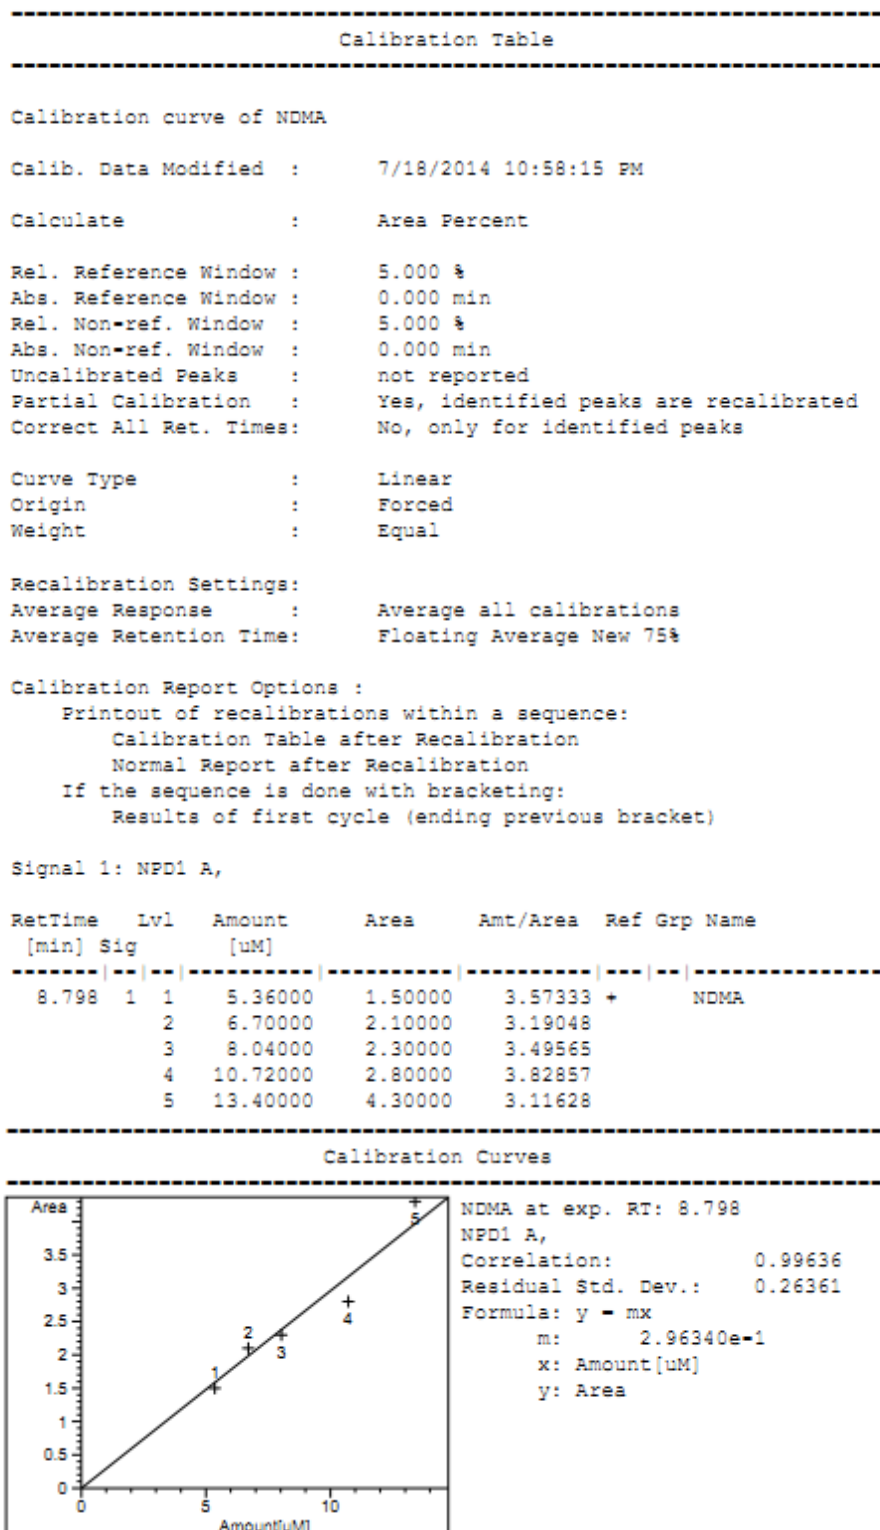 Calibration Table
Calibration curve of NDMA
Calib. Data Modified : 7/18/2014 10:58:15 PM
Calculate : Area Percent
Rel. Reference Window : 5.000 %
Abs. Reference Window : 0.000 min
Rel. Non-ref. Window : 5.000 %
Abs. Non-ref. Window : 0.000 min
Uncalibrated Peaks : not reported
Partial Calibration : Yes, identified peaks are recalibrated
Correct All Ret. Times: No, only for identified peaks
Curve Type : Linear
Origin : Forced
Weight : Equal
Recalibration Settings:
Average Response : Average all calibrations
Average Retention Time: Floating Average New 75%
Calibration Report Options :
Printout of recalibrations within a sequence:
Calibration Table after Recalibration
Normal Report after Recalibration
If the sequence is done with bracketing:
Results of first cycle (ending previous bracket)
Signal 1: NPD1 A,
RetTime Lvl Amount Area Amt/Area Ref Grp Name
[min] Sig [uM]
8.798 1 1 5.36000 1.50000 3.57333 + NDMA
2 6.70000 2.10000 3.19048
3 8.04000 2.30000 3.49565
4 10.72000 2.80000 3.82857
5 13.40000 4.30000 3.11628
Calibration Curves
Area
3.5
3
2.5
2
1.5
1
0.5
0
1
2
3
4
5
0 5 10
Amount[uM]
NDMA at exp. RT: 8.798
NPD1 A,
Correlation: 0.99636
Residual Std. Dev.: 0.26361
Formula: y = mx
m: 2.96340e-1
x: Amount[uM]
y: Area